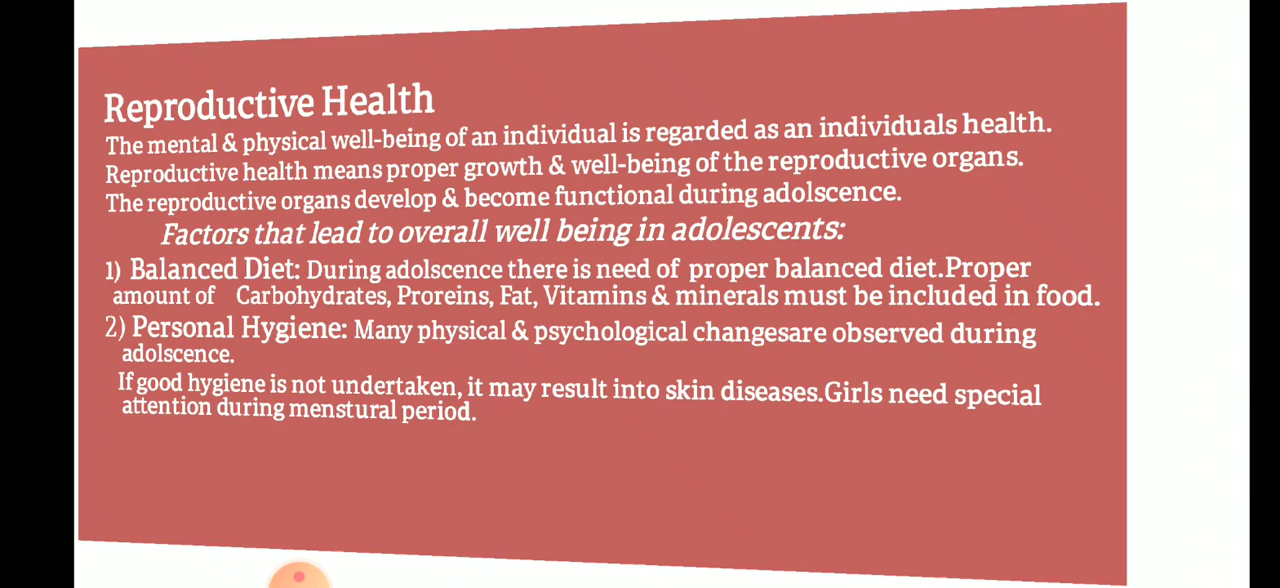 Reproductive Health
The mental & physical well-being of an individual is regarded as an individuals health.
Reproductive health means proper growth & well-being of the reproductive organs.
The reproductive organs develop & become functional during adolscence.
Factors that lead to overall well being in adolescents:
1) Balanced Diet: During adolscence there is need of proper balanced diet.Proper
amount of Carbohydrates, Proreins, Fat, Vitamins & minerals must be included in food.
2) Personal Hygiene: Many physical & psychological changesare observed during
adolscence.
If good hygiene is not undertaken, it may result into skin diseases.Girls need special
attention during menstural period.